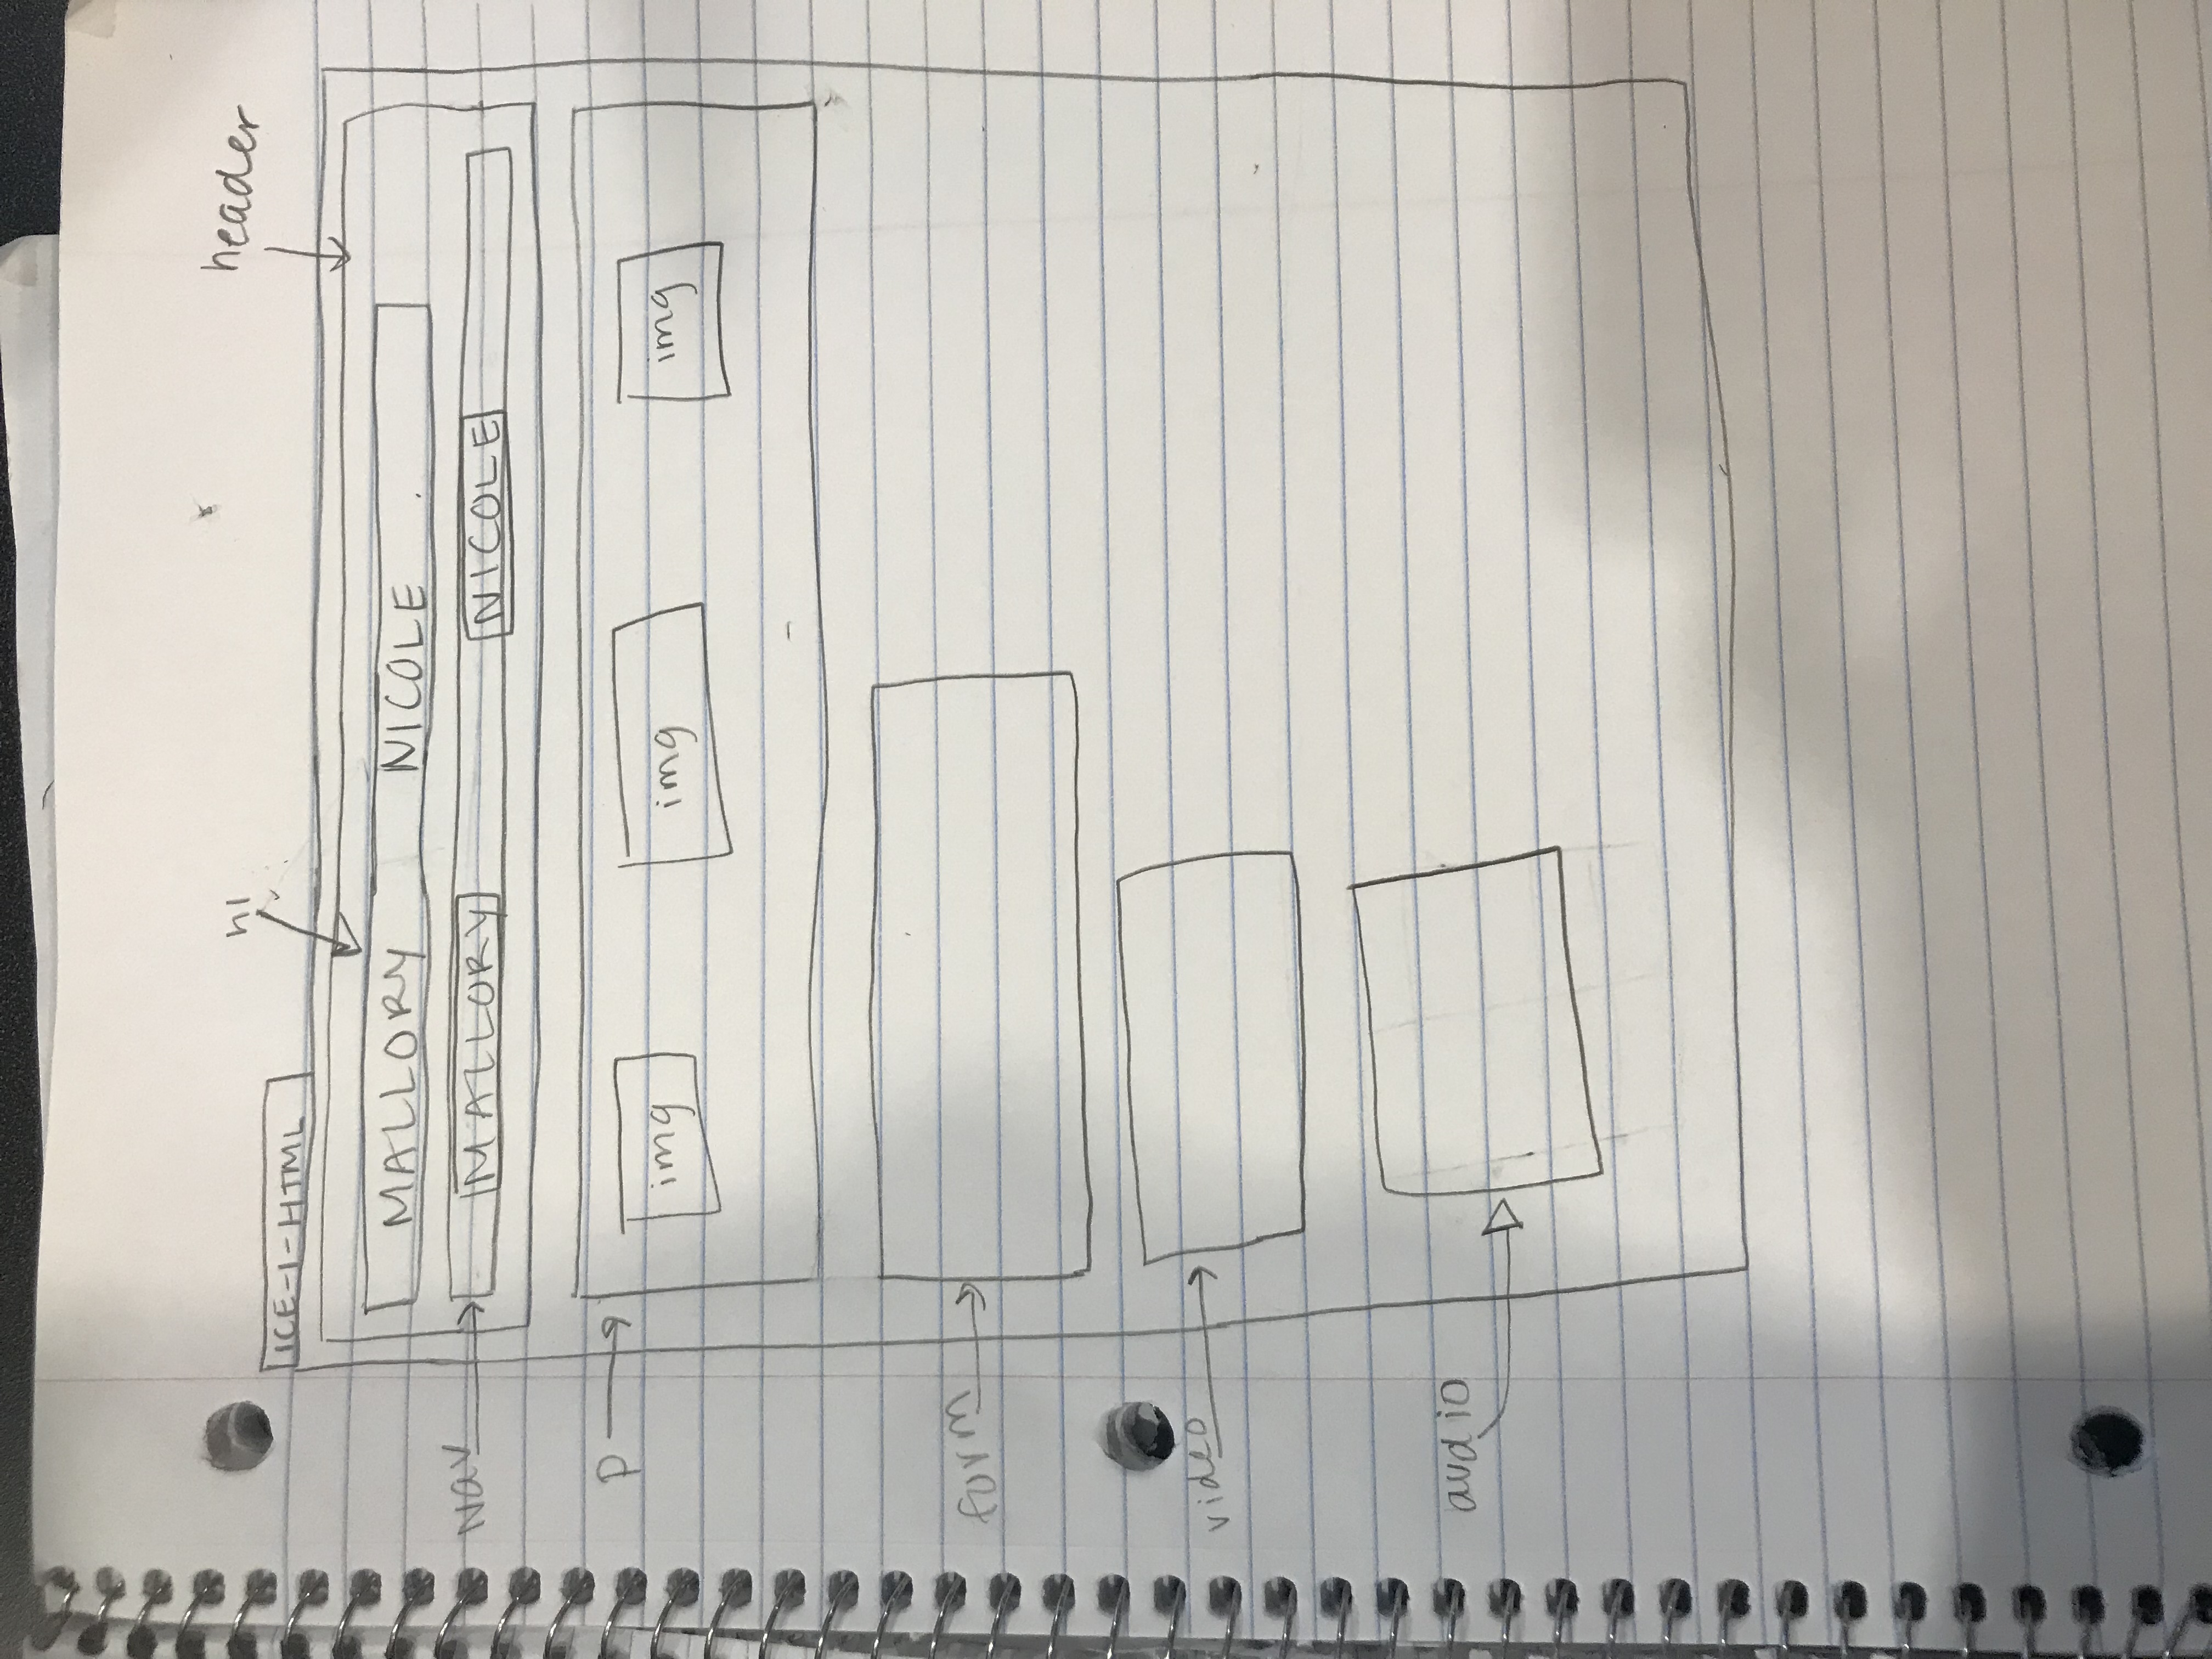 h1
header
ICE-1-HTML
MALLORY NICOLE
Nav
MALLORY NICOLE
p
img img img
form
video
audio